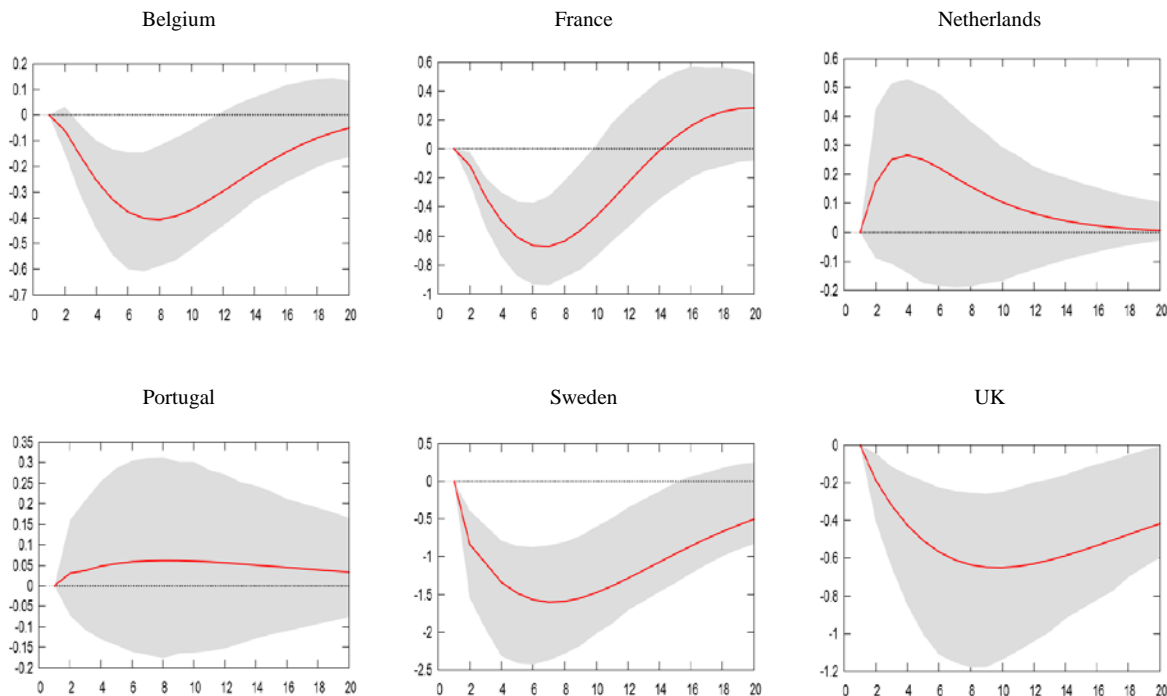 Belgium France Netherlands
0.2 0.6 0.6
0.1 0.4 0.5
0 0.2 0.4
-0.1 0 0.3
-0.2 -0.2 0.2
-0.3 -0.4 0.1
-0.4 -0.6 0
-0.5 -0.8 -0.1
-0.6 -1 -0.2
-0.7
0 2 4 6 8 10 12 14 16 18 20 0 2 4 6 8 10 12 14 16 18 20 0 2 4 6 8 10 12 14 16 18 20
Portugal Sweden UK
0.35 0.5 0
0.3 0 -0.2
0.25 -0.5 -0.4
0.2 -1 -0.6
0.15 -1.5 -0.8
0.1 -2 -1
0.05 -2.5 -1.2
0
-0.05
-0.1
-0.15
-0.2
0 2 4 6 8 10 12 14 16 18 20 0 2 4 6 8 10 12 14 16 18 20 0 2 4 6 8 10 12 14 16 18 20